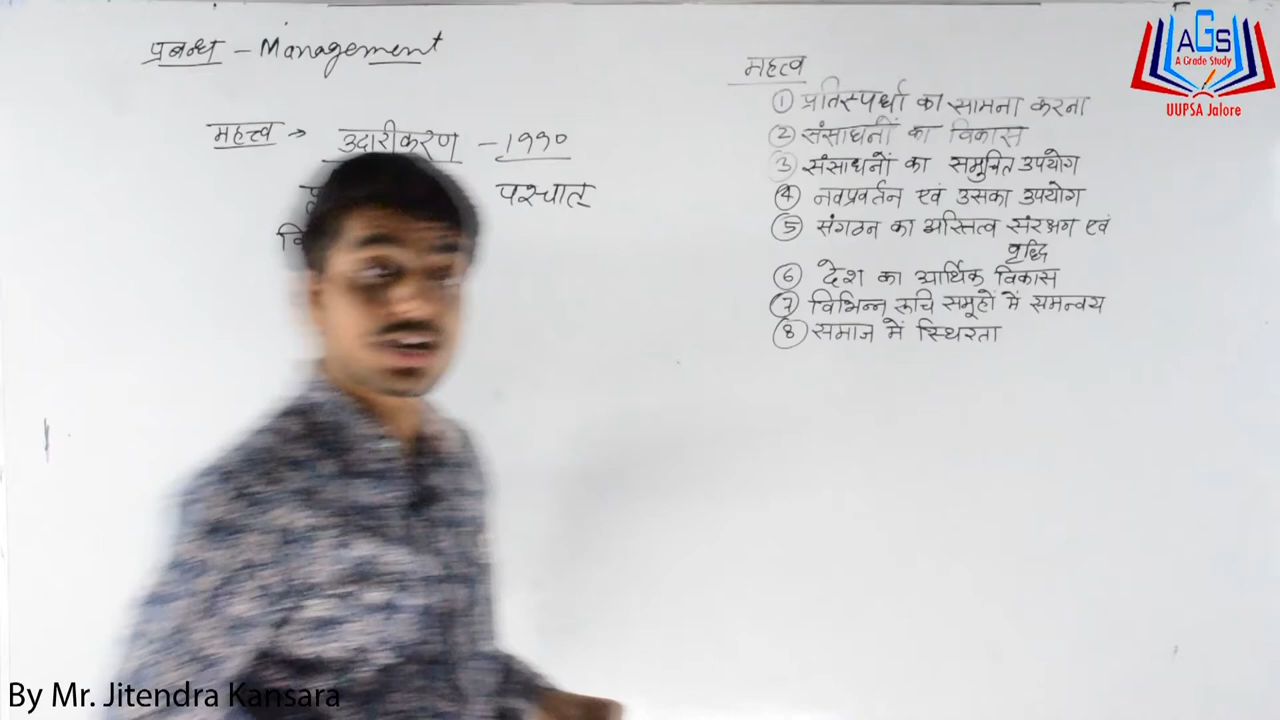 प्रबन्ध - Management
महत्त्व → उदारीकरण - १९९०
पश्चात्
वि
महत्व
① प्रतिस्पर्धा का सामना करना
② संसाधनों का विकास
③ संसाधनों का समुचित उपयोग
④ नवप्रवर्तन एवं उसका उपयोग
⑤ संगठन का अस्तित्व संरक्षण एवं
वृद्धि
⑥ देश का आर्थिक विकास
⑦ विभिन्न रूचि समूहों में समन्वय
⑧ समाज में स्थिरता
AGS
A Grade Study
UUPSA Jalore
By Mr. Jitendra Kansara